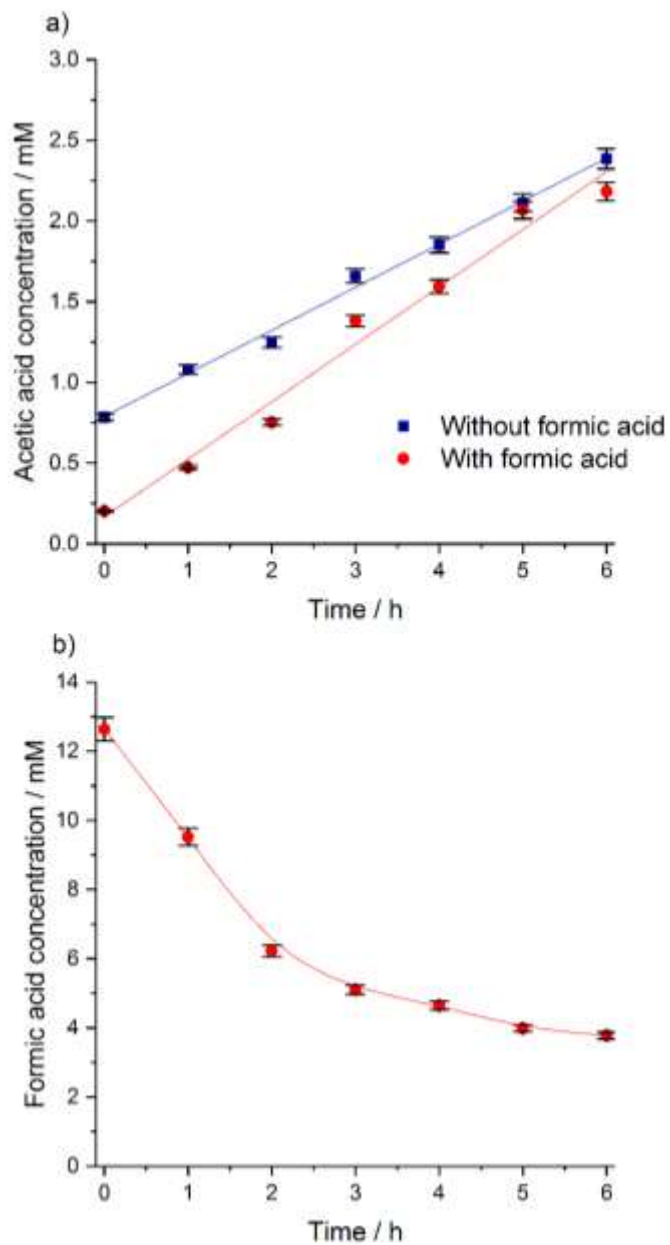 a)
3.0
2.5
2.0
1.5
1.0
0.5
0.0
Acetic acid concentration / mM
Without formic acid
With formic acid
0 1 2 3 4 5 6
Time / h
b)
14
12
10
8
6
4
2
0
Formic acid concentration / mM
0 1 2 3 4 5 6
Time / h